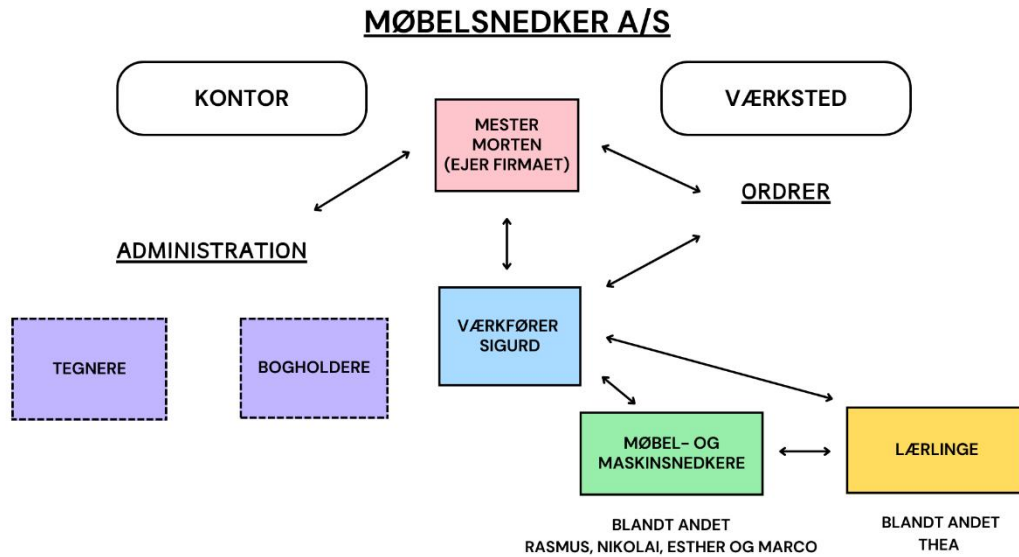 MØBELSNEDKER A/S
KONTOR
VÆRKSTED
MESTER
MORTEN
(EJER FIRMAET)
ORDRER
ADMINISTRATION
TEGNERE
BOGHOLDERE
VÆRKFØRER
SIGURD
MØBEL- OG
MASKINSNEDKERE
LÆRLINGE
BLANDT ANDET
RASMUS, NIKOLAI, ESTHER OG MARCO
BLANDT ANDET
THEA